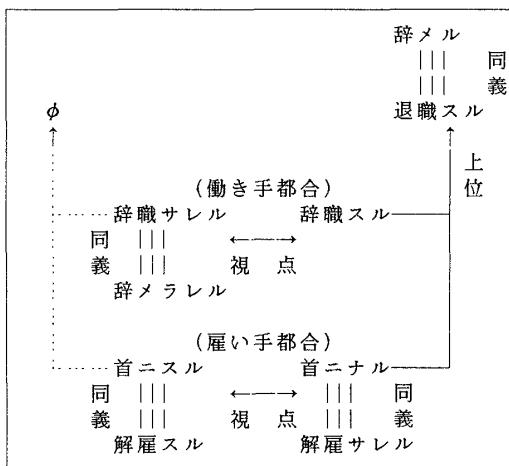 辞メル
||| 同義
|||
φ 退職スル
上位
(働き手都合)
辞職サレル ←―→ 辞職スル
同義 ||| 視点
|||
辞メラレル
(雇い手都合)
首ニスル ←―→ 首ニナル
同義 ||| 視点 ||| 同義
|||
解雇スル 解雇サレル